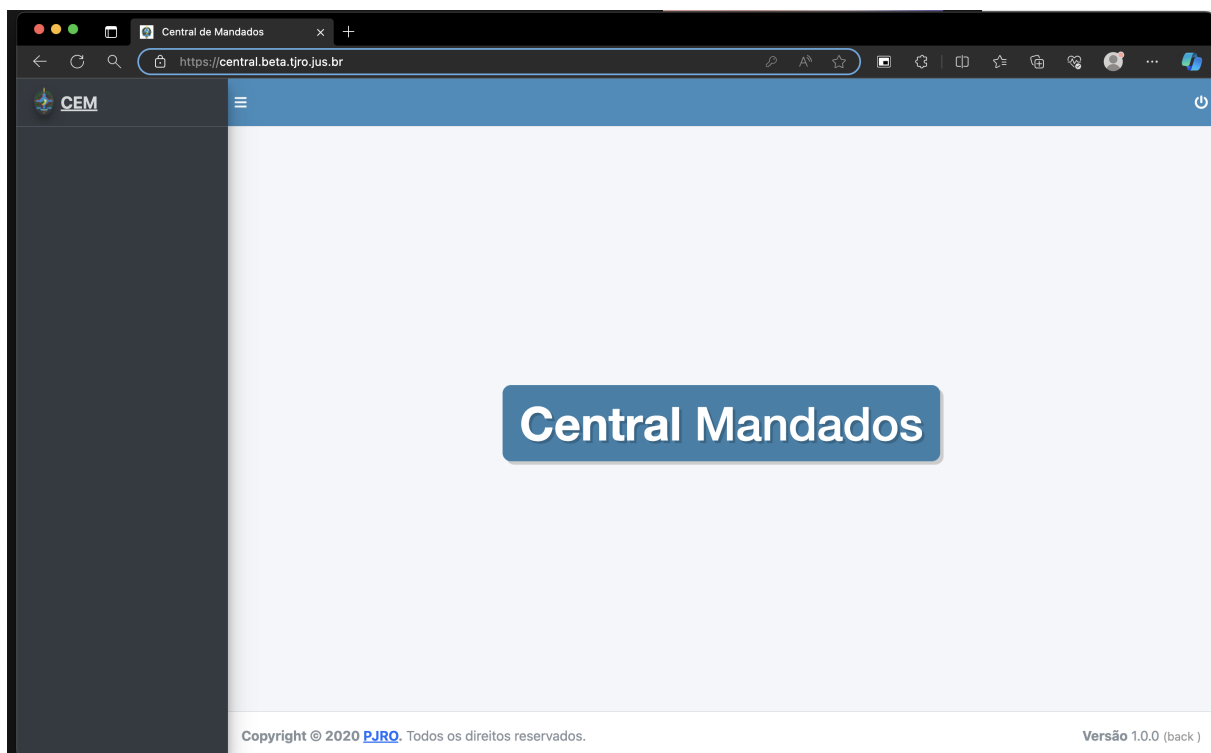 Central de Mandados
https://central.beta.tjro.jus.br
CEM
Central Mandados
Copyright © 2020 PJRO. Todos os direitos reservados.
Versão 1.0.0 (back )